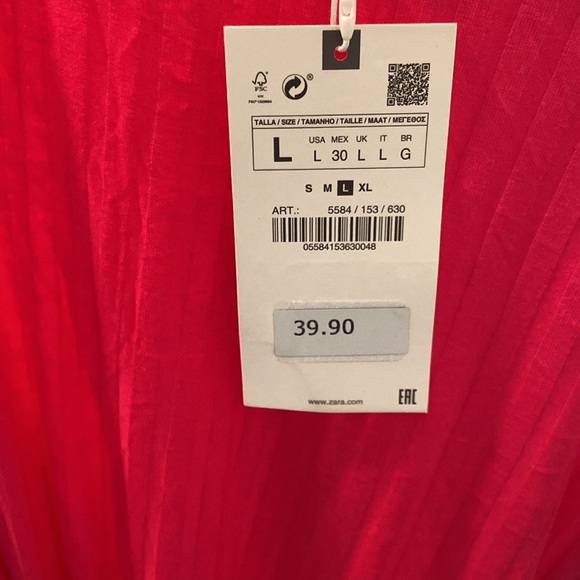 FSC
®
TALLA / SIZE / TAMANHO / TAILLE / MAAT / ΜΕΓΕΘΟΣ
L
USA MEX UK IT BR
L 30 L L G
S M L XL
ART.: 5584 / 153 / 630
05584153630048
39.90
www.zara.com
EAC